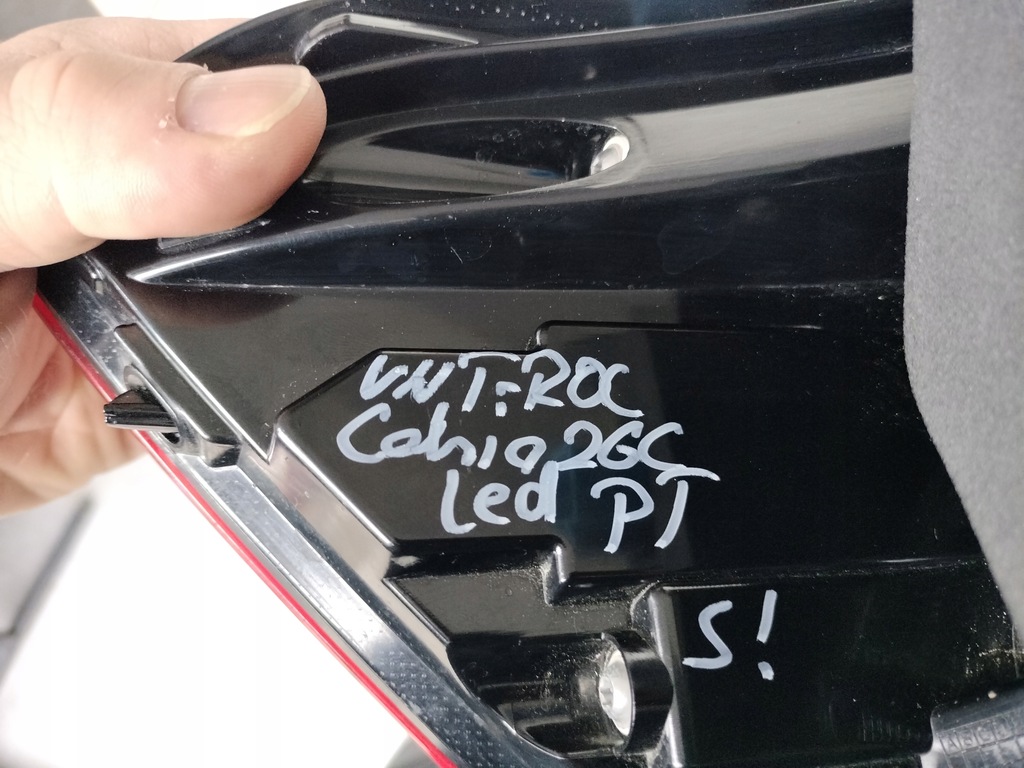 VW T-ROC
Cabrio 2GC
Led PT
S!